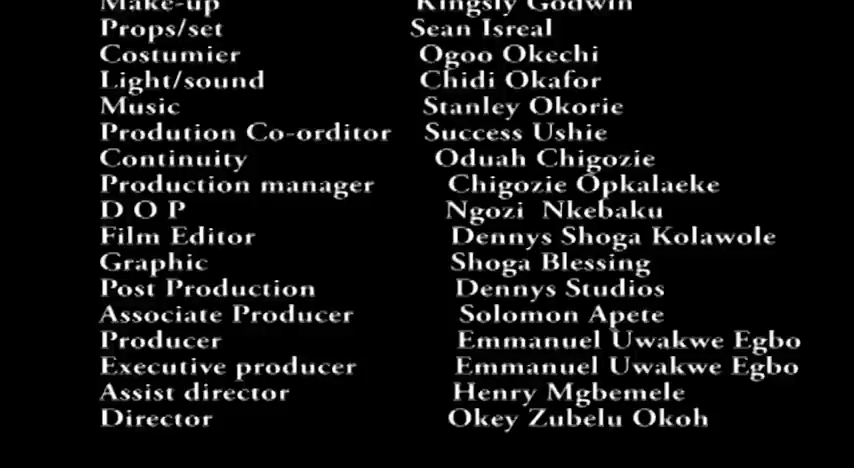 Make-up Kingsly Godwin
Props/set Sean Isreal
Costumier Ogoo Okechi
Light/sound Chidi Okafor
Music Stanley Okorie
Prodution Co-orditor Success Ushie
Continuity Oduah Chigozie
Production manager Chigozie Opkalaeke
D O P Ngozi Nkebaku
Film Editor Dennys Shoga Kolawole
Graphic Shoga Blessing
Post Production Dennys Studios
Associate Producer Solomon Apete
Producer Emmanuel Uwakwe Egbo
Executive producer Emmanuel Uwakwe Egbo
Assist director Henry Mgbemele
Director Okey Zubelu Okoh